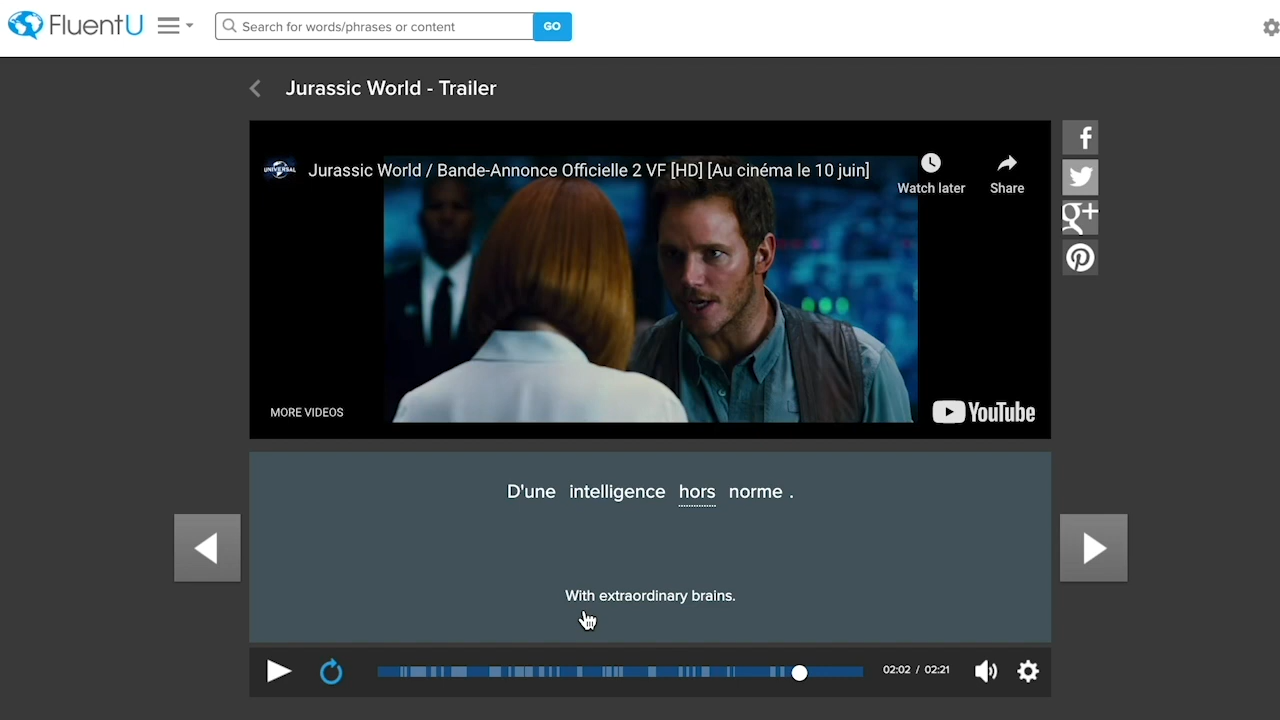 FluentU
Search for words/phrases or content
GO
Jurassic World - Trailer
UNIVERSAL
Jurassic World / Bande-Annonce Officielle 2 VF [HD] [Au cinéma le 10 juin]
Watch later
Share
MORE VIDEOS
YouTube
f
g+
D'une intelligence hors norme .
With extraordinary brains.
02:02 / 02:21